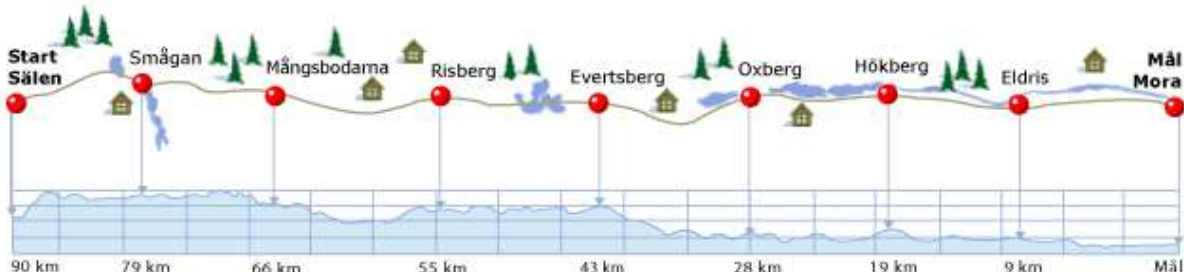 Start
Sälen
Smågan
Mångsbodarna
Risberg
Evertsberg
Oxberg
Hökberg
Eldris
Mål
Mora
90 km
79 km
66 km
55 km
43 km
28 km
19 km
9 km
Mål